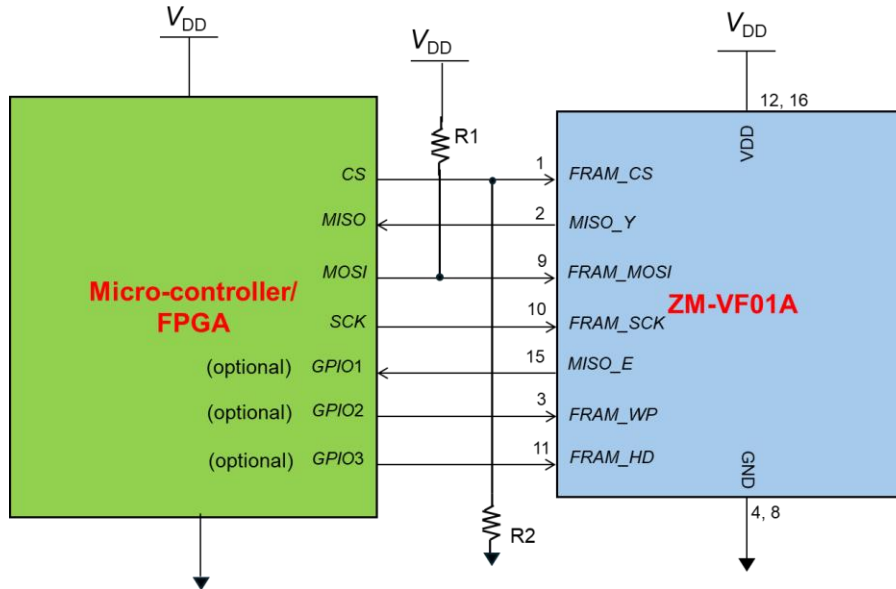 VDD
VDD
VDD
12, 16
VDD
R1
CS
1
FRAM_CS
MISO
2
MISO_Y
MOSI
9
FRAM_MOSI
Micro-controller/
FPGA
ZM-VF01A
SCK
10
FRAM_SCK
(optional) GPIO1
15
MISO_E
(optional) GPIO2
3
FRAM_WP
(optional) GPIO3
11
FRAM_HD
GND
R2
4, 8